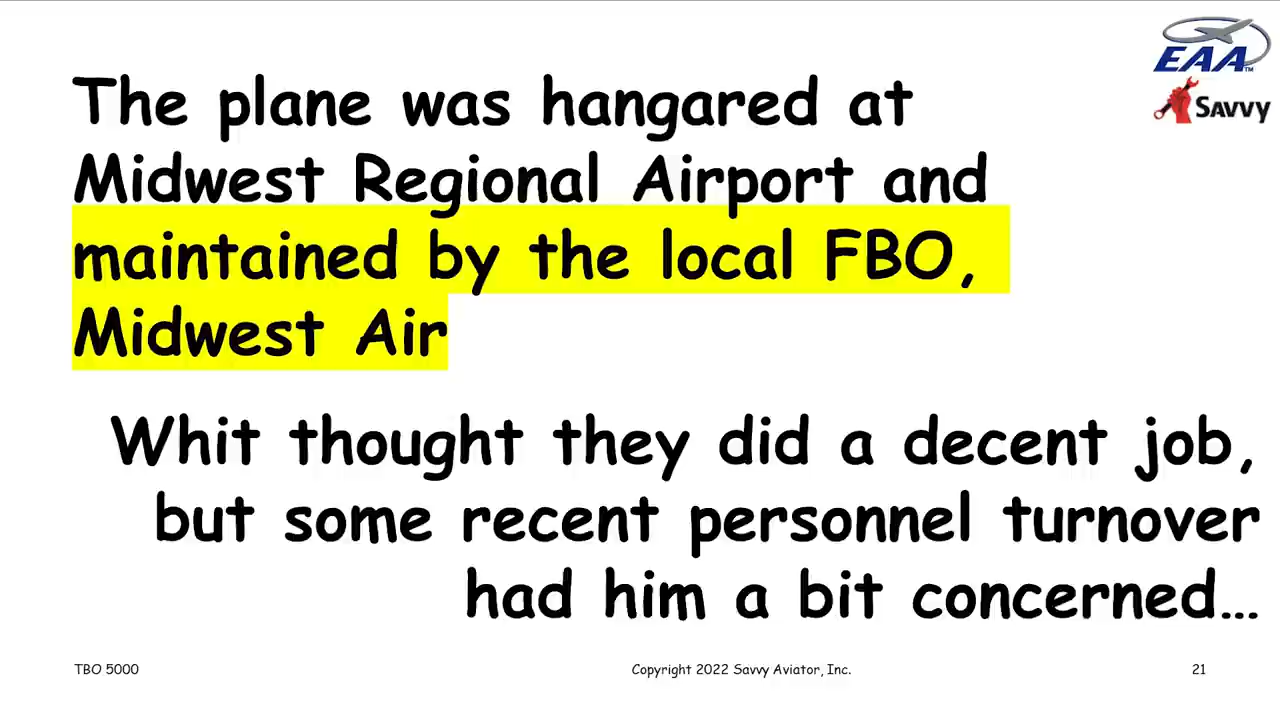 EAA™
Savvy
The plane was hangared at
Midwest Regional Airport and
maintained by the local FBO,
Midwest Air
Whit thought they did a decent job,
but some recent personnel turnover
had him a bit concerned…
TBO 5000
Copyright 2022 Savvy Aviator, Inc.
21